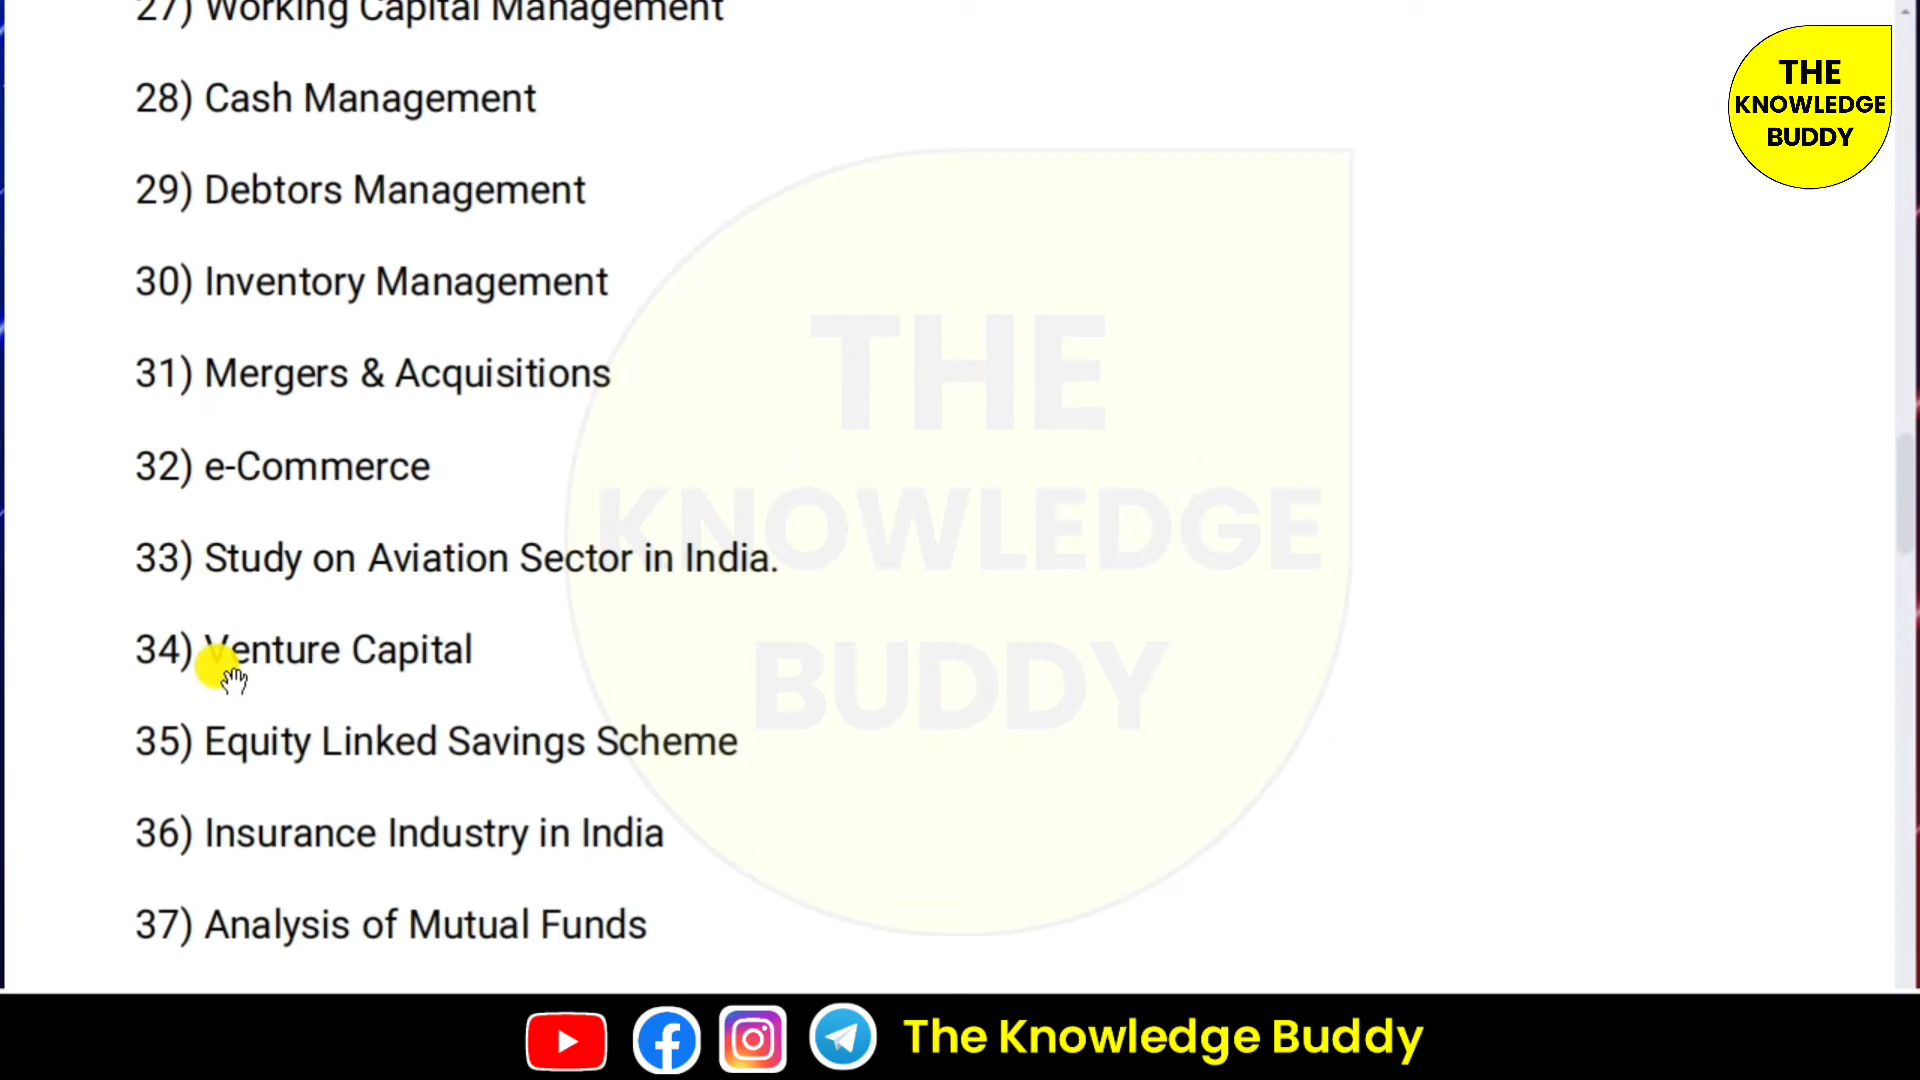 27) Working Capital Management
28) Cash Management
29) Debtors Management
30) Inventory Management
31) Mergers & Acquisitions
32) e-Commerce
33) Study on Aviation Sector in India.
34) Venture Capital
35) Equity Linked Savings Scheme
36) Insurance Industry in India
37) Analysis of Mutual Funds
THE
KNOWLEDGE
BUDDY
THE
KNOWLEDGE
BUDDY
The Knowledge Buddy